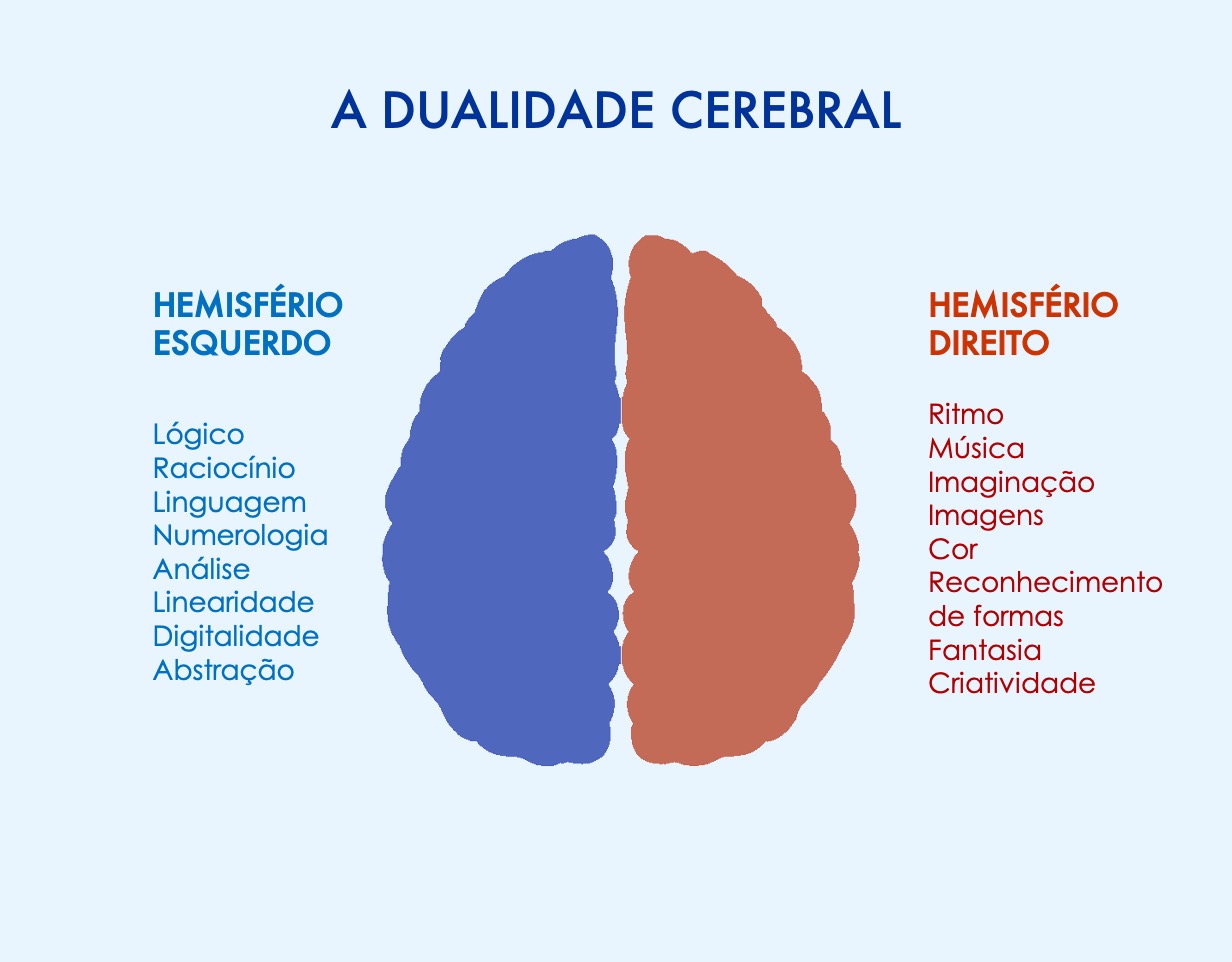 A DUALIDADE CEREBRAL
HEMISFÉRIO
ESQUERDO
Lógico
Raciocínio
Linguagem
Numerologia
Análise
Linearidade
Digitalidade
Abstração
HEMISFÉRIO
DIREITO
Ritmo
Música
Imaginação
Imagens
Cor
Reconhecimento
de formas
Fantasia
Criatividade